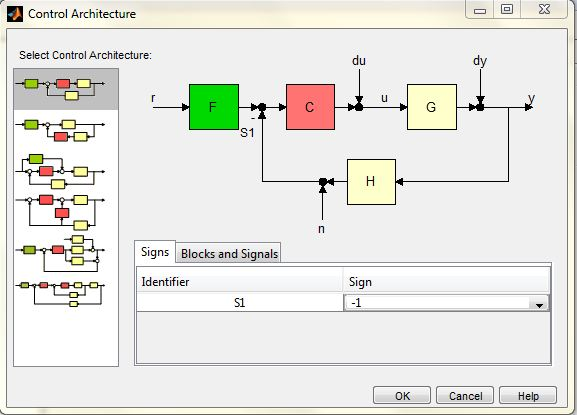 Control Architecture
Select Control Architecture:
du
dy
r
F
C
u
G
y
-
S1
H
n
Signs
Blocks and Signals
Identifier
Sign
S1
-1
OK
Cancel
Help